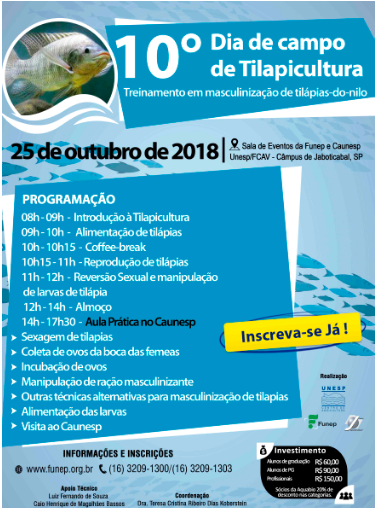 10º Dia de campo
de Tilapicultura
Treinamento em masculinização de tilápias-do-nilo
25 de outubro de 2018
Sala de Eventos da Funep e Caunesp
Unesp/FCAV - Câmpus de Jaboticabal, SP
PROGRAMAÇÃO
08h - 09h - Introdução à Tilapicultura
09h - 10h - Alimentação de tilápias
10h - 10h15 - Coffee-break
10h15 - 11h - Reprodução de tilápias
11h - 12h - Reversão Sexual e manipulação
de larvas de tilápia
12h - 14h - Almoço
14h - 17h30 - Aula Prática no Caunesp
Sexagem de tilapias
Coleta de ovos da boca das femeas
Incubação de ovos
Manipulação de ração masculinizante
Outras técnicas alternativas para masculinização de tilapias
Alimentação das larvas
Visita ao Caunesp
Inscreva-se Já !
Realização
UNESP
Funep
INFORMAÇÕES E INSCRIÇÕES
www.funep.org.br (16) 3209-1300/(16) 3209-1303
Apoio Técnico
Luiz Fernando de Souza
Caio Henrique de Magalhães Basson
Coordenação
Dra. Teresa Cristina Ribeiro Dias Koberstein
Investimento
Alunos de graduação R$ 60,00
Alunos de PG R$ 90,00
Profissionais R$ 150,00
Sócios da Aquabio 20% de
desconto nas categorias.